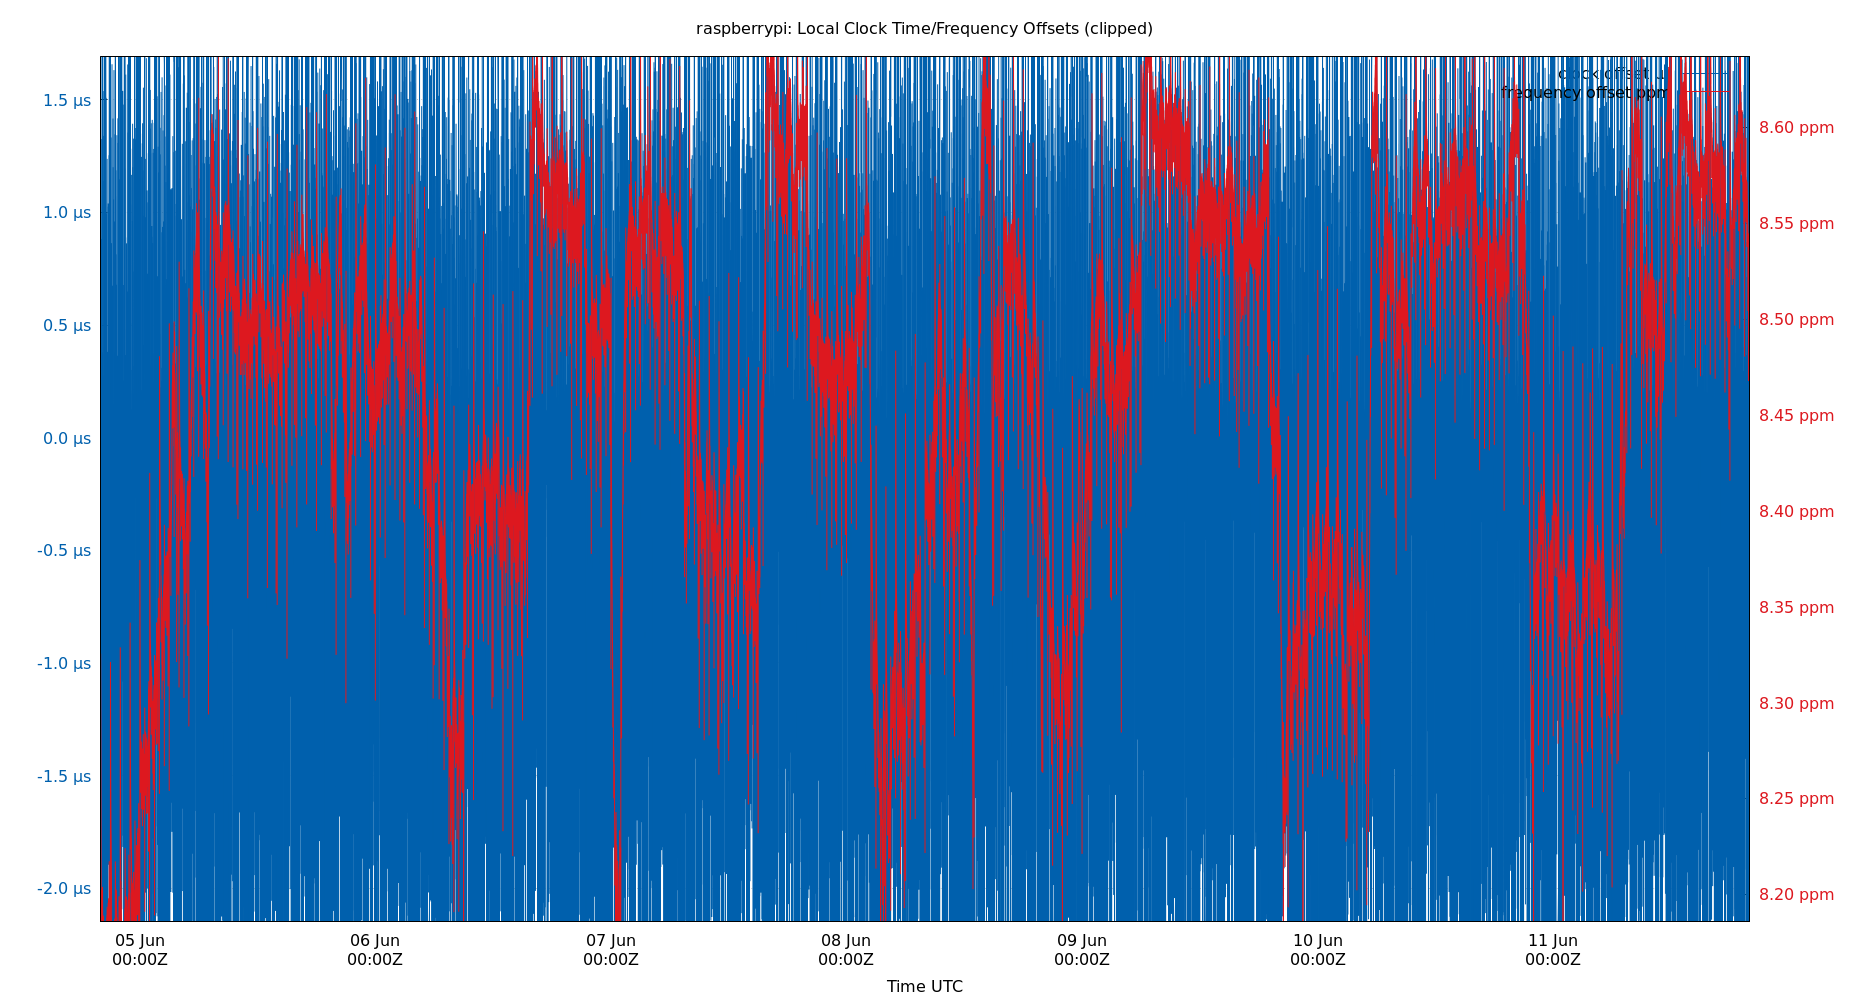 raspberrypi: Local Clock Time/Frequency Offsets (clipped)
clock offset
frequency offset ppm
1.5 µs
1.0 µs
0.5 µs
0.0 µs
-0.5 µs
-1.0 µs
-1.5 µs
-2.0 µs
8.60 ppm
8.55 ppm
8.50 ppm
8.45 ppm
8.40 ppm
8.35 ppm
8.30 ppm
8.25 ppm
8.20 ppm
05 Jun 06 Jun 07 Jun 08 Jun 09 Jun 10 Jun 11 Jun
00:00Z 00:00Z 00:00Z 00:00Z 00:00Z 00:00Z 00:00Z
Time UTC